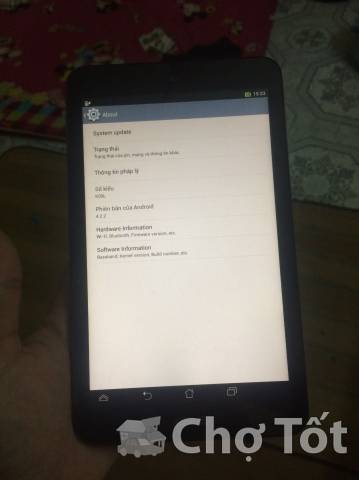 15:03
About
System update
Trạng thái
Trạng thái của pin, mạng và thông tin khác
Thông tin pháp lý
Số kiểu
Phiên bản của Android
4.2.2
Hardware Information
Wi-Fi, Bluetooth, Firmware version, etc.
Software Information
Baseband, Kernel version, Build number, etc.
Chợ Tốt